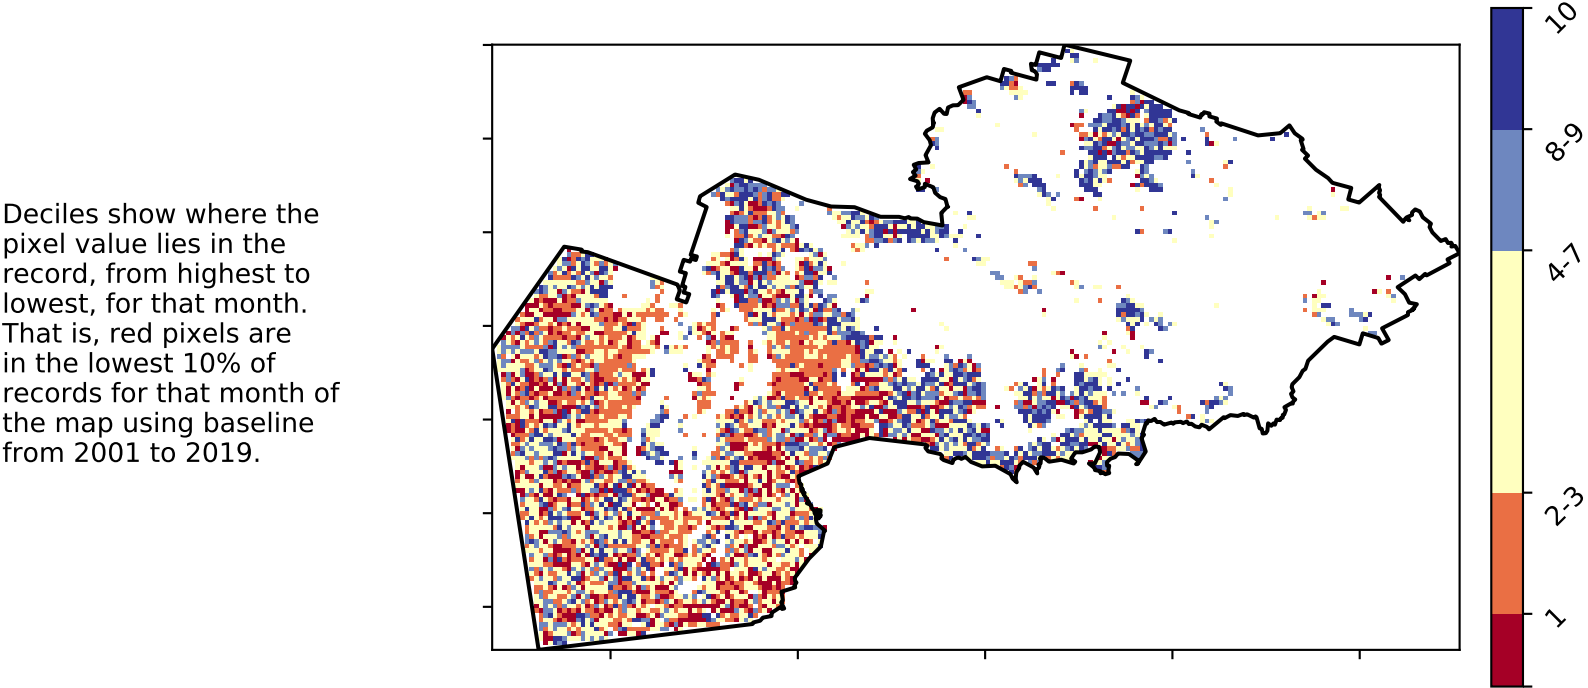 Deciles show where the
pixel value lies in the
record, from highest to
lowest, for that month.
That is, red pixels are
in the lowest 10% of
records for that month of
the map using baseline
from 2001 to 2019.
10
8-9
4-7
2-3
1